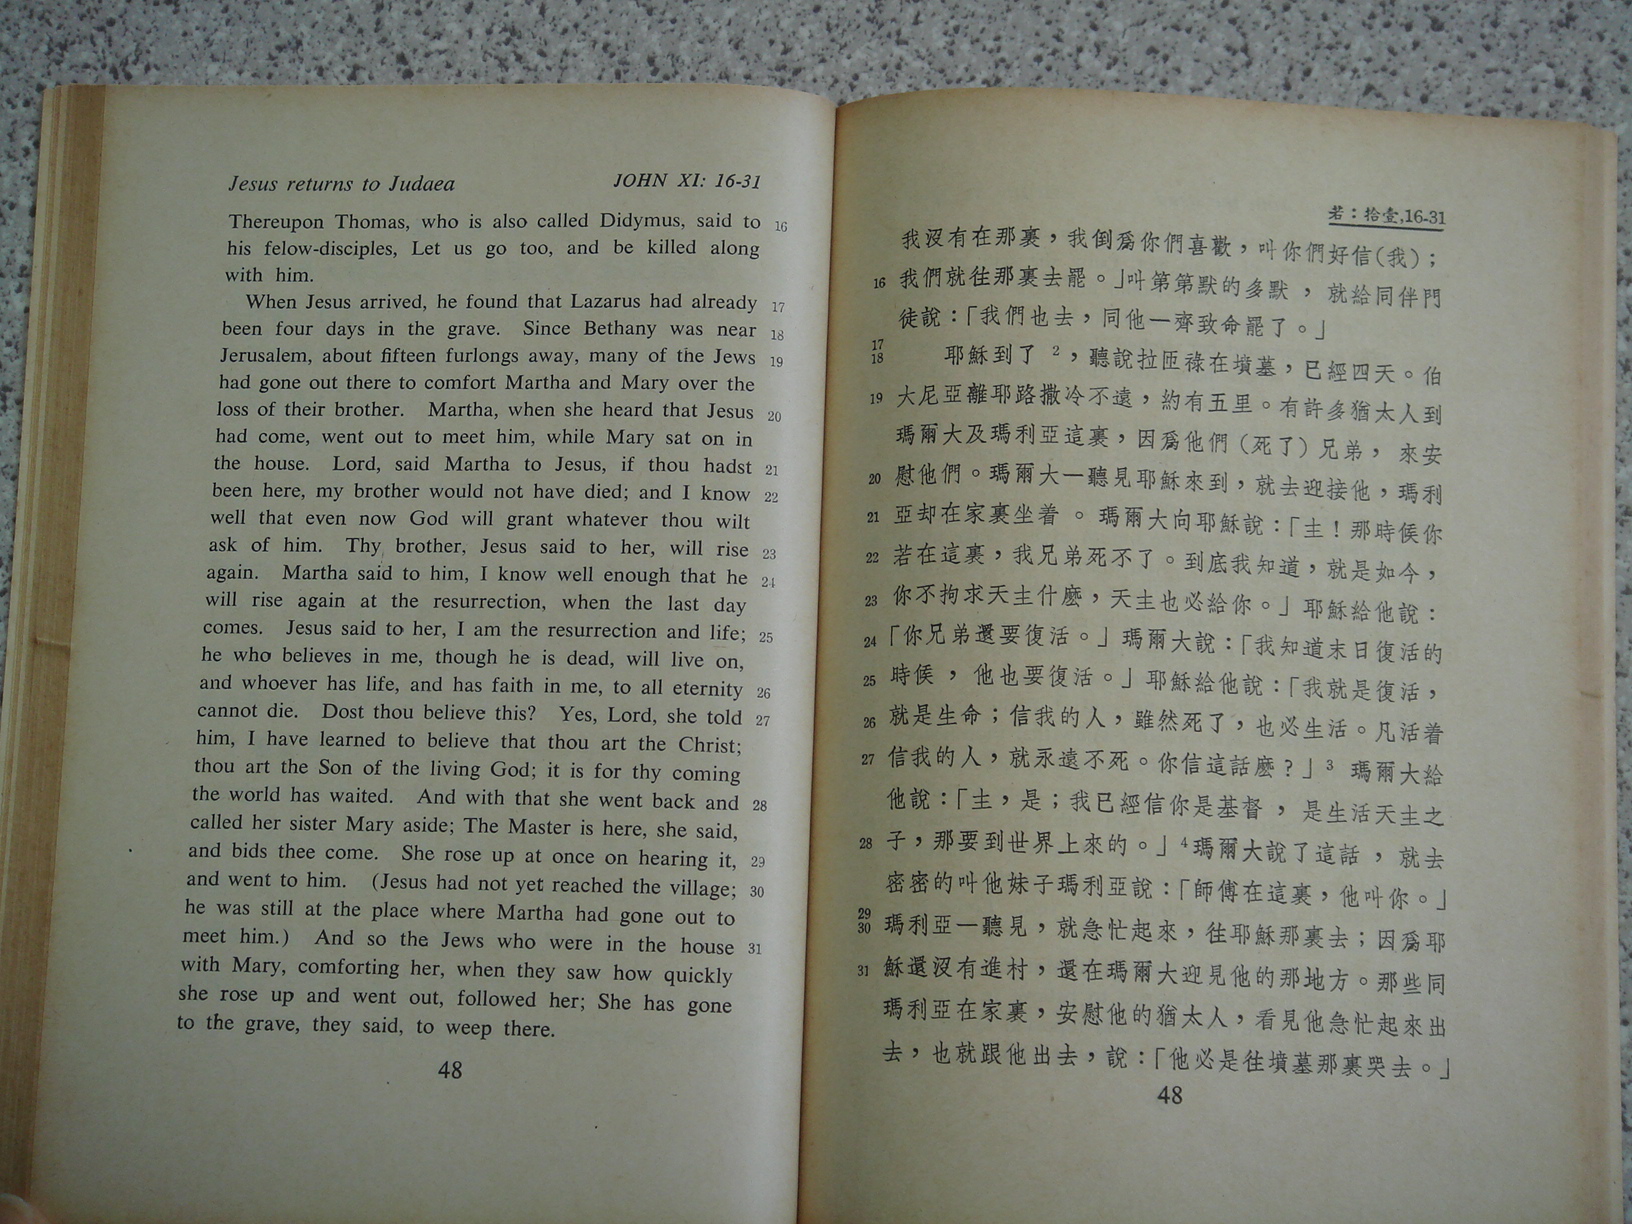 Jesus returns to Judaea JOHN XI: 16-31
Thereupon Thomas, who is also called Didymus, said to 16
his felow-disciples, Let us go too, and be killed along
with him.
When Jesus arrived, he found that Lazarus had already 17
been four days in the grave. Since Bethany was near 18
Jerusalem, about fifteen furlongs away, many of the Jews 19
had gone out there to comfort Martha and Mary over the
loss of their brother. Martha, when she heard that Jesus 20
had come, went out to meet him, while Mary sat on in
the house. Lord, said Martha to Jesus, if thou hadst 21
been here, my brother would not have died; and I know 22
well that even now God will grant whatever thou wilt
ask of him. Thy brother, Jesus said to her, will rise 23
again. Martha said to him, I know well enough that he 24
will rise again at the resurrection, when the last day
comes. Jesus said to her, I am the resurrection and life; 25
he who believes in me, though he is dead, will live on,
and whoever has life, and has faith in me, to all eternity 26
cannot die. Dost thou believe this? Yes, Lord, she told 27
him, I have learned to believe that thou art the Christ;
thou art the Son of the living God; it is for thy coming
the world has waited. And with that she went back and 28
called her sister Mary aside; The Master is here, she said,
and bids thee come. She rose up at once on hearing it, 29
and went to him. (Jesus had not yet reached the village; 30
he was still at the place where Martha had gone out to
meet him.) And so the Jews who were in the house 31
with Mary, comforting her, when they saw how quickly
she rose up and went out, followed her; She has gone
to the grave, they said, to weep there.
48
若：拾壹,16-31
我沒有在那裏，我倒爲你們喜歡，叫你們好信(我)；
16 我們就往那裏去罷。」叫第第默的多默，就給同伴門
徒說：「我們也去，同他一齊致命罷了。」
17
18 耶穌到了 2，聽說拉匝祿在墳墓，已經四天。伯
19 大尼亞離耶路撒冷不遠，約有五里。有許多猶太人到
瑪爾大及瑪利亞這裏，因爲他們（死了）兄弟，來安
20 慰他們。瑪爾大一聽見耶穌來到，就去迎接他，瑪利
21 亞却在家裏坐着。瑪爾大向耶穌說：「主！那時候你
22 若在這裏，我兄弟死不了。到底我知道，就是如今，
23 你不拘求天主什麼，天主也必給你。」耶穌給他說：
24 「你兄弟還要復活。」瑪爾大說：「我知道末日復活的
25 時候，他也要復活。」耶穌給他說：「我就是復活，
26 就是生命；信我的人，雖然死了，也必生活。凡活着
27 信我的人，就永遠不死。你信這話麼？」3 瑪爾大給
他說：「主，是；我已經信你是基督，是生活天主之
28 子，那要到世界上來的。」4瑪爾大說了這話，就去
密密的叫他妹子瑪利亞說：「師傅在這裏，他叫你。」
29
30 瑪利亞一聽見，就急忙起來，往耶穌那裏去；因爲耶
31 穌還沒有進村，還在瑪爾大迎見他的那地方。那些同
瑪利亞在家裏，安慰他的猶太人，看見他急忙起來出
去，也就跟他出去，說：「他必是往墳墓那裏哭去。」
48